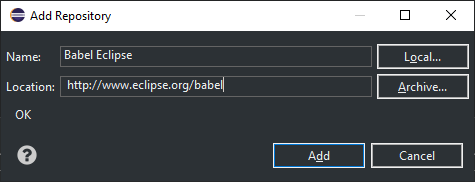 Add Repository
Name: Babel Eclipse Local...
Location: http://www.eclipse.org/babel Archive...
OK
? Add Cancel